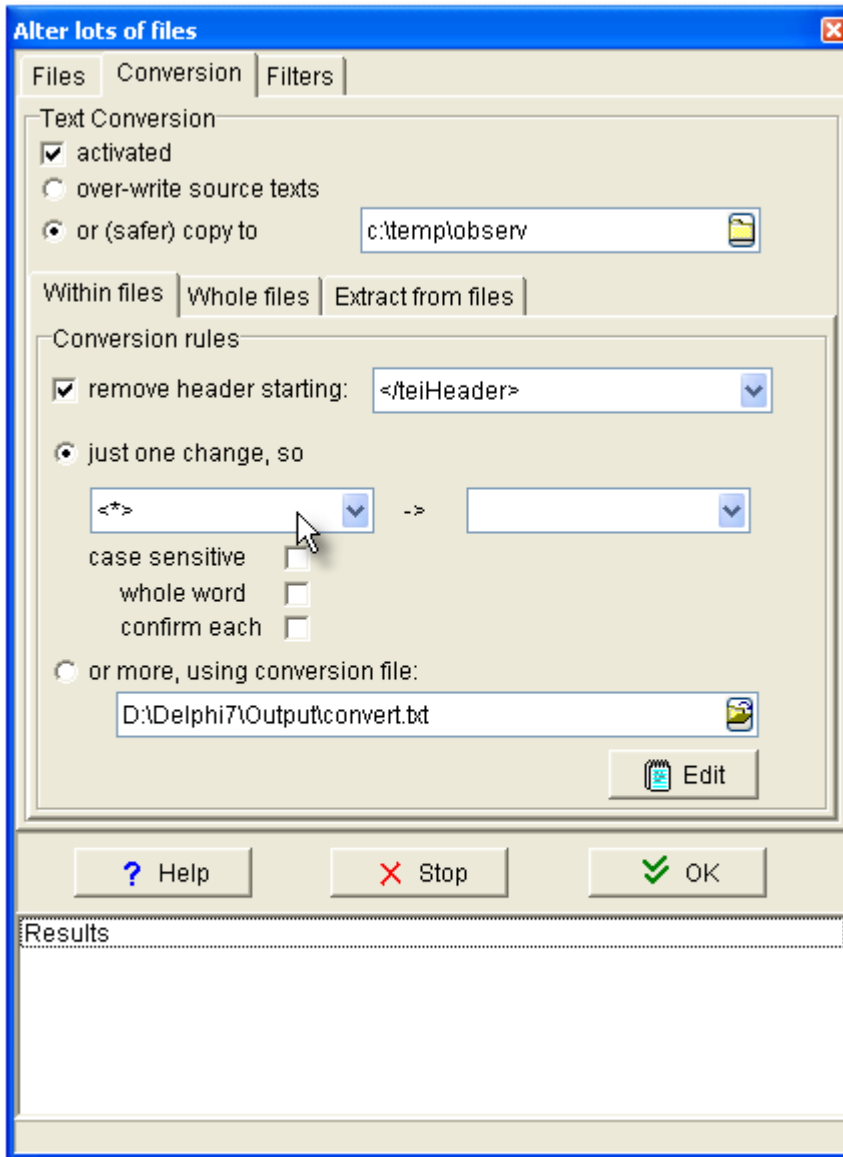 Alter lots of files
Files Conversion Filters
Text Conversion
activated
over-write source texts
or (safer) copy to c:\temp\observ
Within files Whole files Extract from files
Conversion rules
remove header starting: </teiHeader>
just one change, so
<*> ->
case sensitive
whole word
confirm each
or more, using conversion file:
D:\Delphi7\Output\convert.txt
Edit
? Help Stop OK
Results